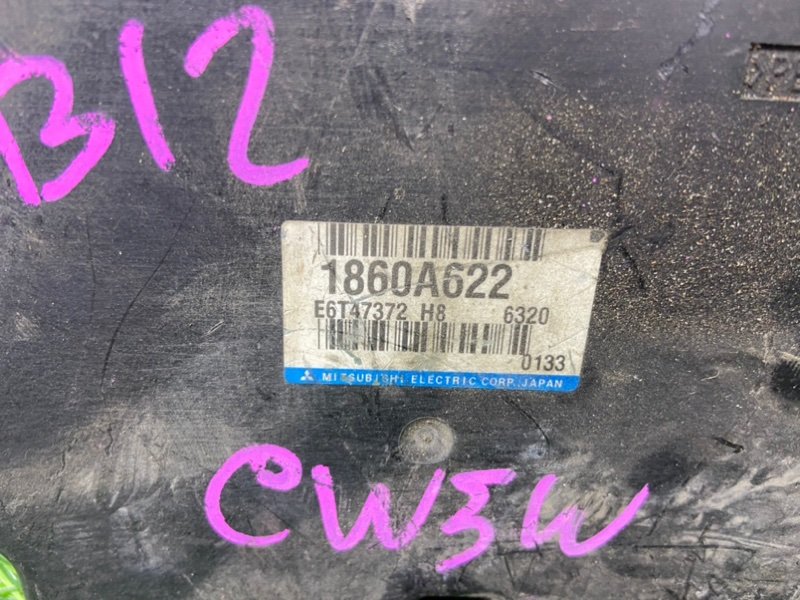 B12
1860A622
E6T47372 H8 6320
0133
MITSUBISHI ELECTRIC CORP. JAPAN
CW5W